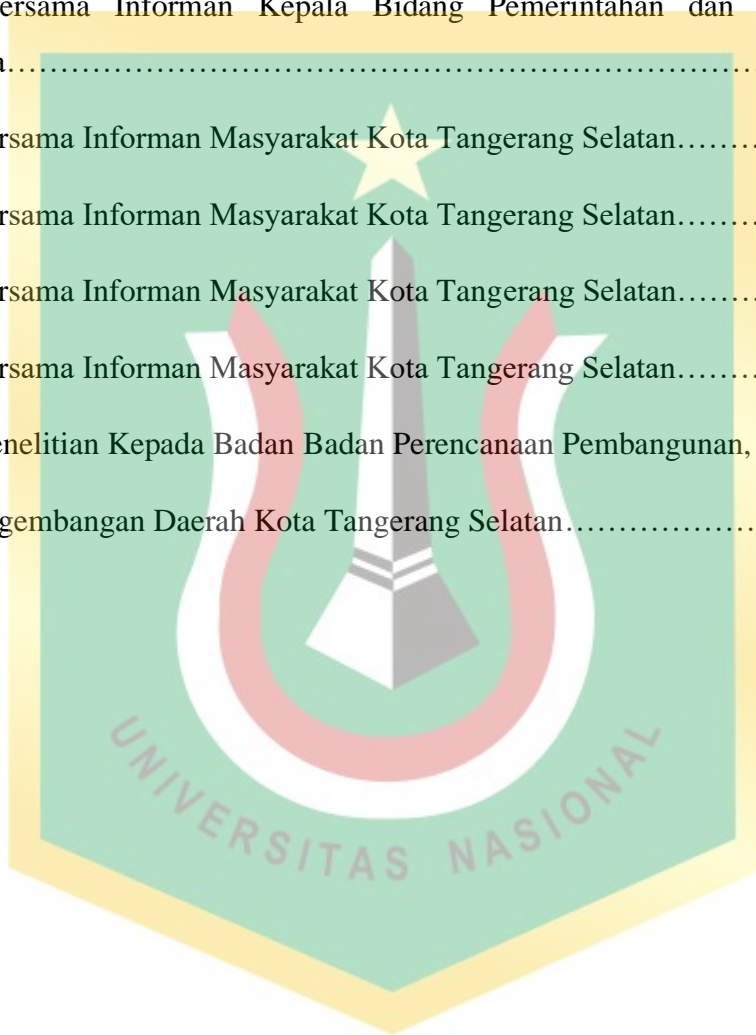 ersama Informan Kepala Bidang Pemerintahan dan
a……………………………………………………………
rsama Informan Masyarakat Kota Tangerang Selatan……
rsama Informan Masyarakat Kota Tangerang Selatan……
rsama Informan Masyarakat Kota Tangerang Selatan……
rsama Informan Masyarakat Kota Tangerang Selatan……
enelitian Kepada Badan Badan Perencanaan Pembangunan,
gembangan Daerah Kota Tangerang Selatan………………
UNIVERSITAS NASIONAL